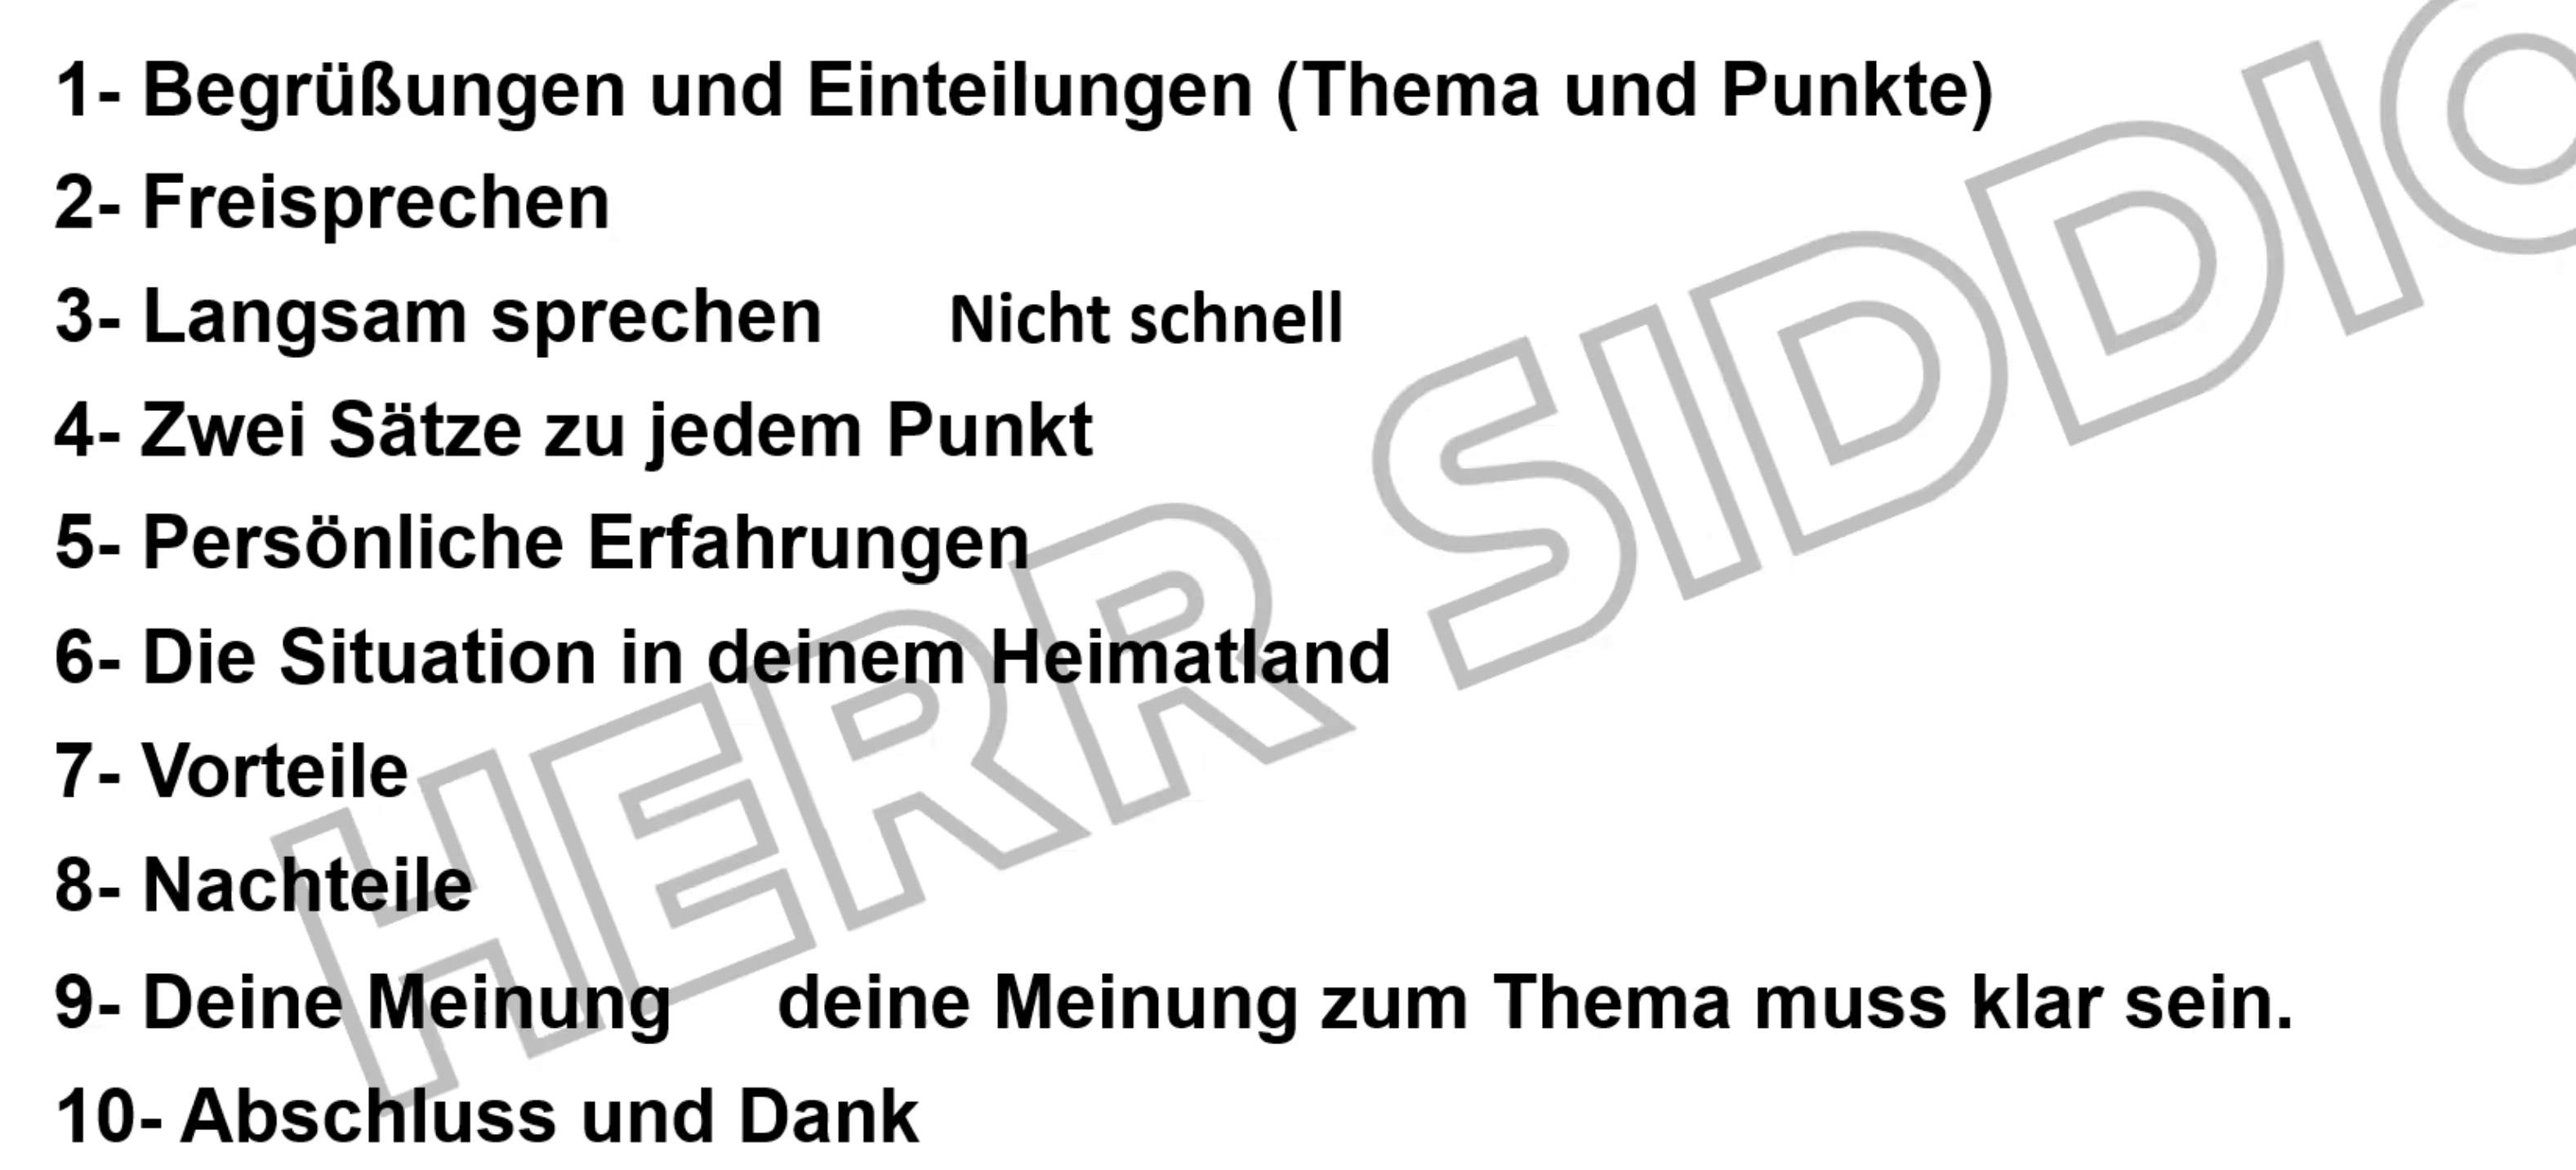 1- Begrüßungen und Einteilungen (Thema und Punkte)
2- Freisprechen
3- Langsam sprechen Nicht schnell
4- Zwei Sätze zu jedem Punkt
5- Persönliche Erfahrungen
6- Die Situation in deinem Heimatland
7- Vorteile
8- Nachteile
9- Deine Meinung deine Meinung zum Thema muss klar sein.
10- Abschluss und Dank
HERR SIDDIQ